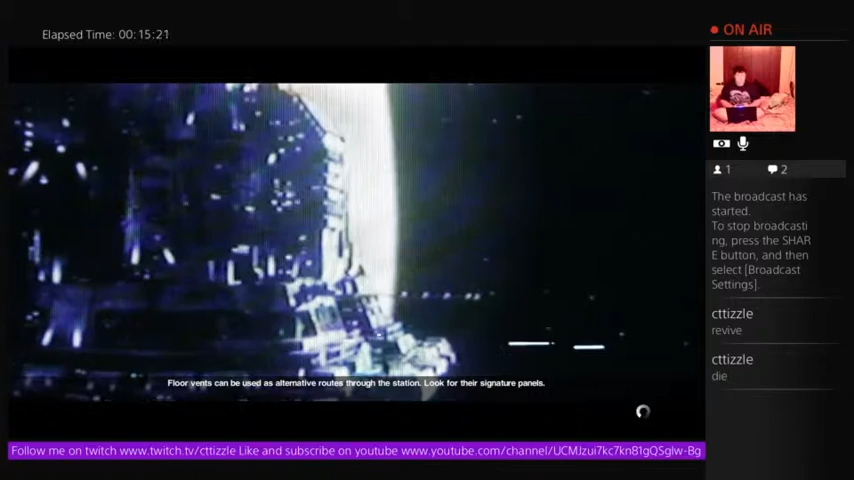 Elapsed Time: 00:15:21
ON AIR
1
2
The broadcast has
started.
To stop broadcasti
ng, press the SHAR
E button, and then
select [Broadcast
Settings].
cttizzle
revive
cttizzle
die
Floor vents can be used as alternative routes through the station. Look for their signature panels.
Follow me on twitch www.twitch.tv/cttizzle Like and subscribe on youtube www.youtube.com/channel/UCMJzui7kc7kn81gQSglw-Bg